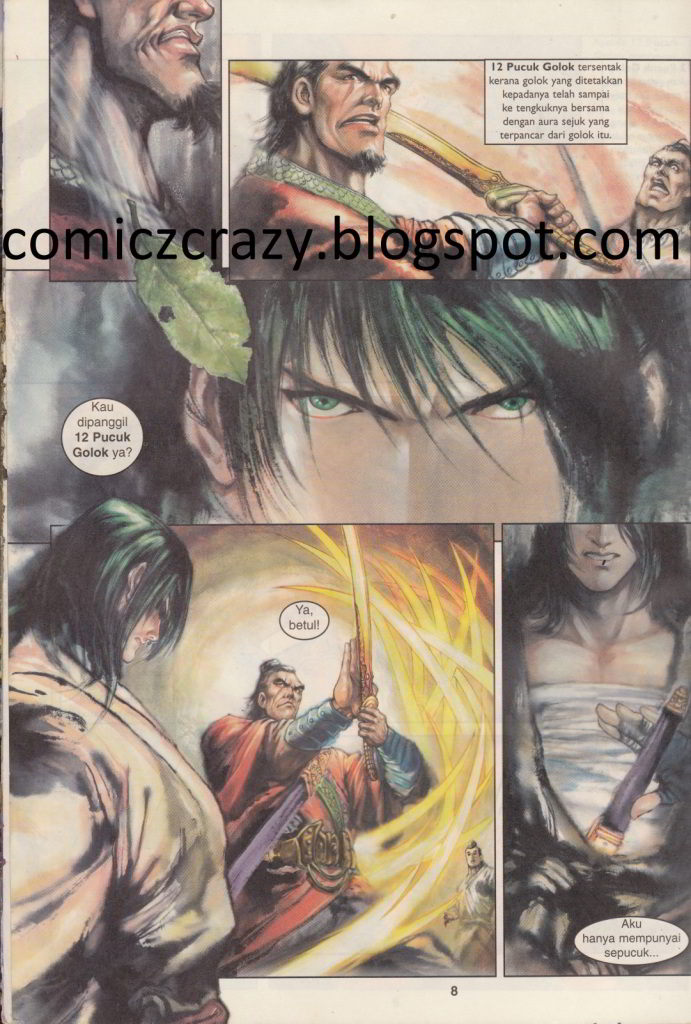 12 Pucuk Golok tersentak
kerana golok yang ditetakkan
kepadanya telah sampai
ke tengkuknya bersama
dengan aura sejuk yang
terpancar dari golok itu.
comiczcrazy.blogspot.com
Kau
dipanggil
12 Pucuk
Golok ya?
Ya,
betul!
Aku
hanya mempunyai
sepucuk...
8